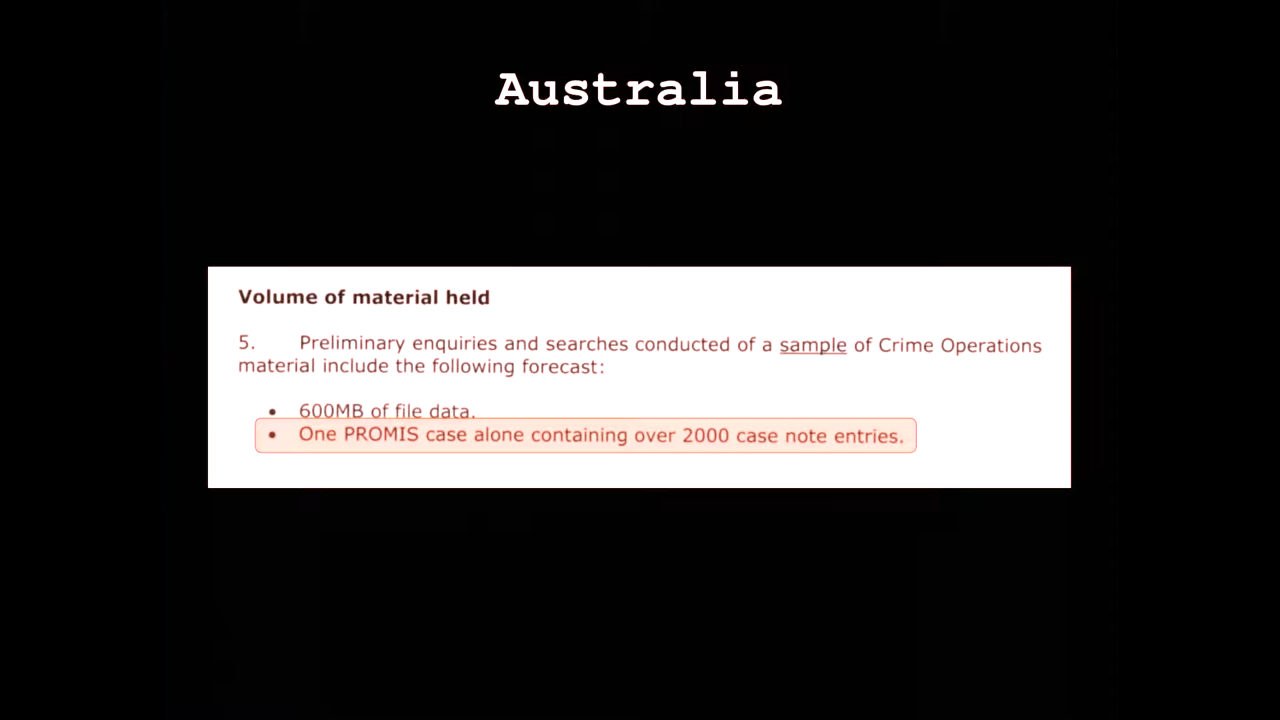 Australia
Volume of material held
5. Preliminary enquiries and searches conducted of a sample of Crime Operations
material include the following forecast:
• 600MB of file data.
• One PROMIS case alone containing over 2000 case note entries.